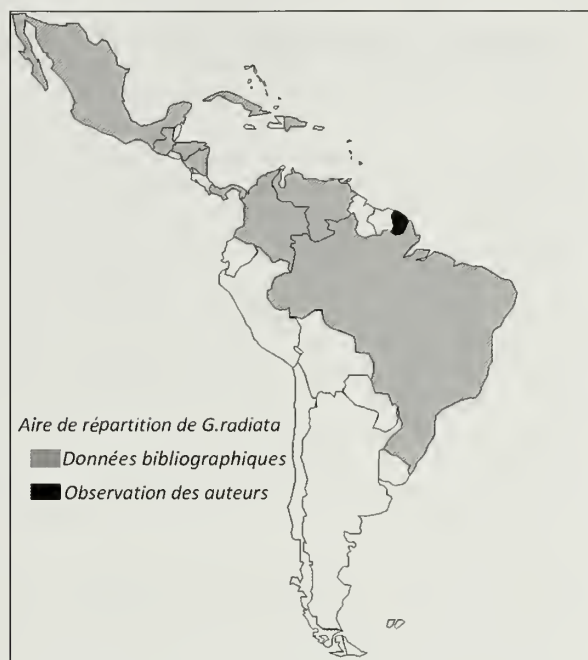 Aire de répartition de G.radiata
Données bibliographiques
Observation des auteurs